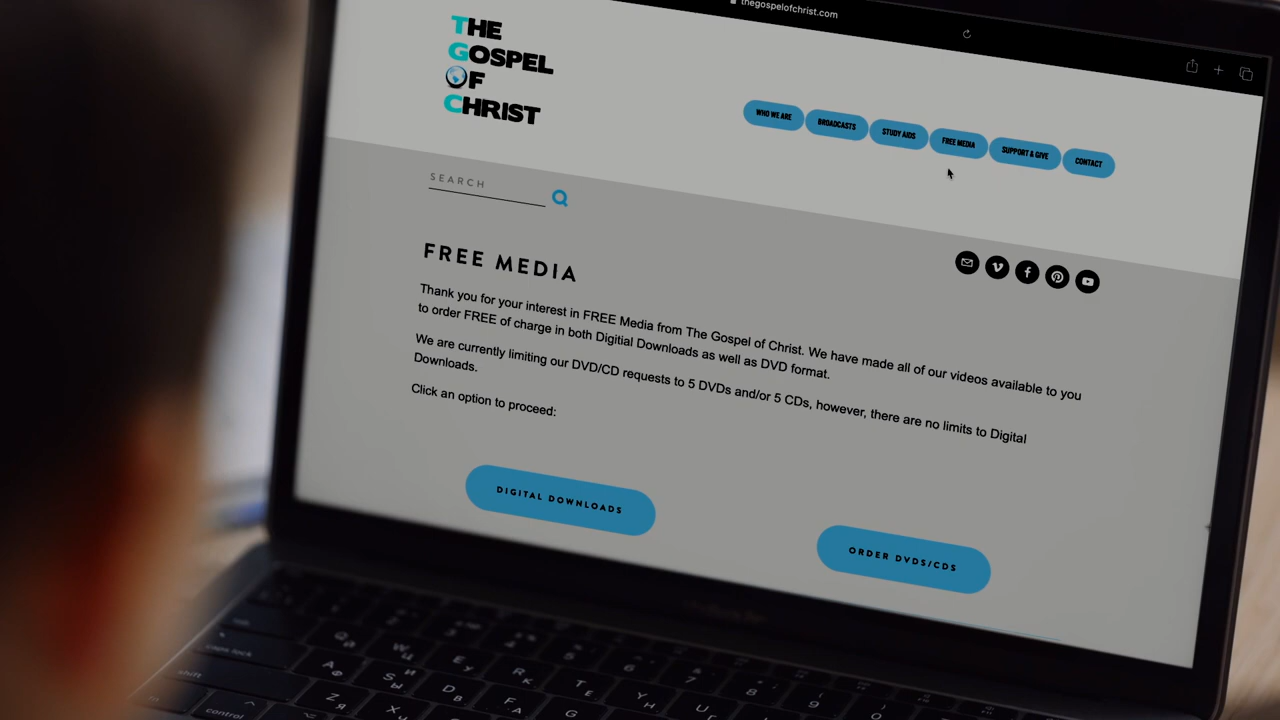 thegospelofchrist.com
THE
GOSPEL
OF
CHRIST
WHO WE ARE
BROADCASTS
STUDY AIDS
FREE MEDIA
SUPPORT & GIVE
CONTACT
SEARCH
FREE MEDIA
Thank you for your interest in FREE Media from The Gospel of Christ. We have made all of our videos available to you
to order FREE of charge in both Digitial Downloads as well as DVD format.
We are currently limiting our DVD/CD requests to 5 DVDs and/or 5 CDs, however, there are no limits to Digital
Downloads.
Click an option to proceed:
DIGITAL DOWNLOADS
ORDER DVDS/CDS
caps lock
shift
control